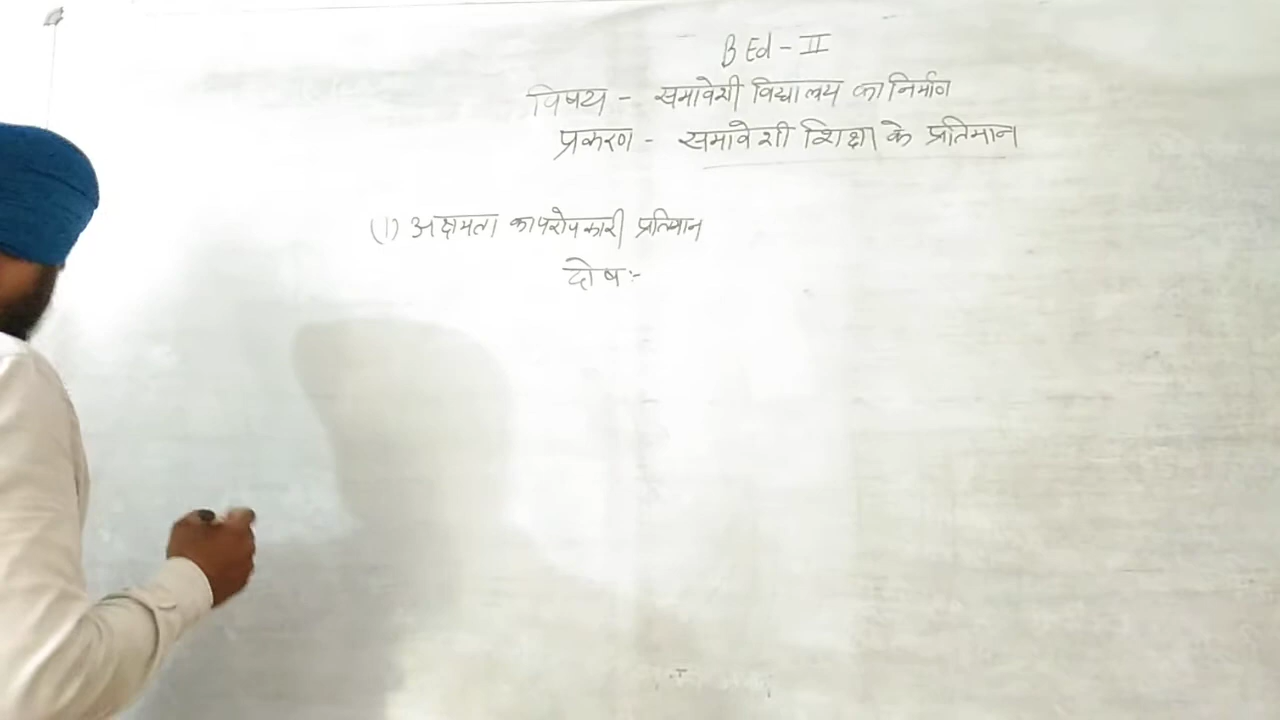 B Ed - II
विषय - समावेशी विद्यालय का निर्माण
प्रकरण - समावेशी शिक्षा के प्रतिमान
(1) अक्षमता का परोपकारी प्रतिमान
दोष :-